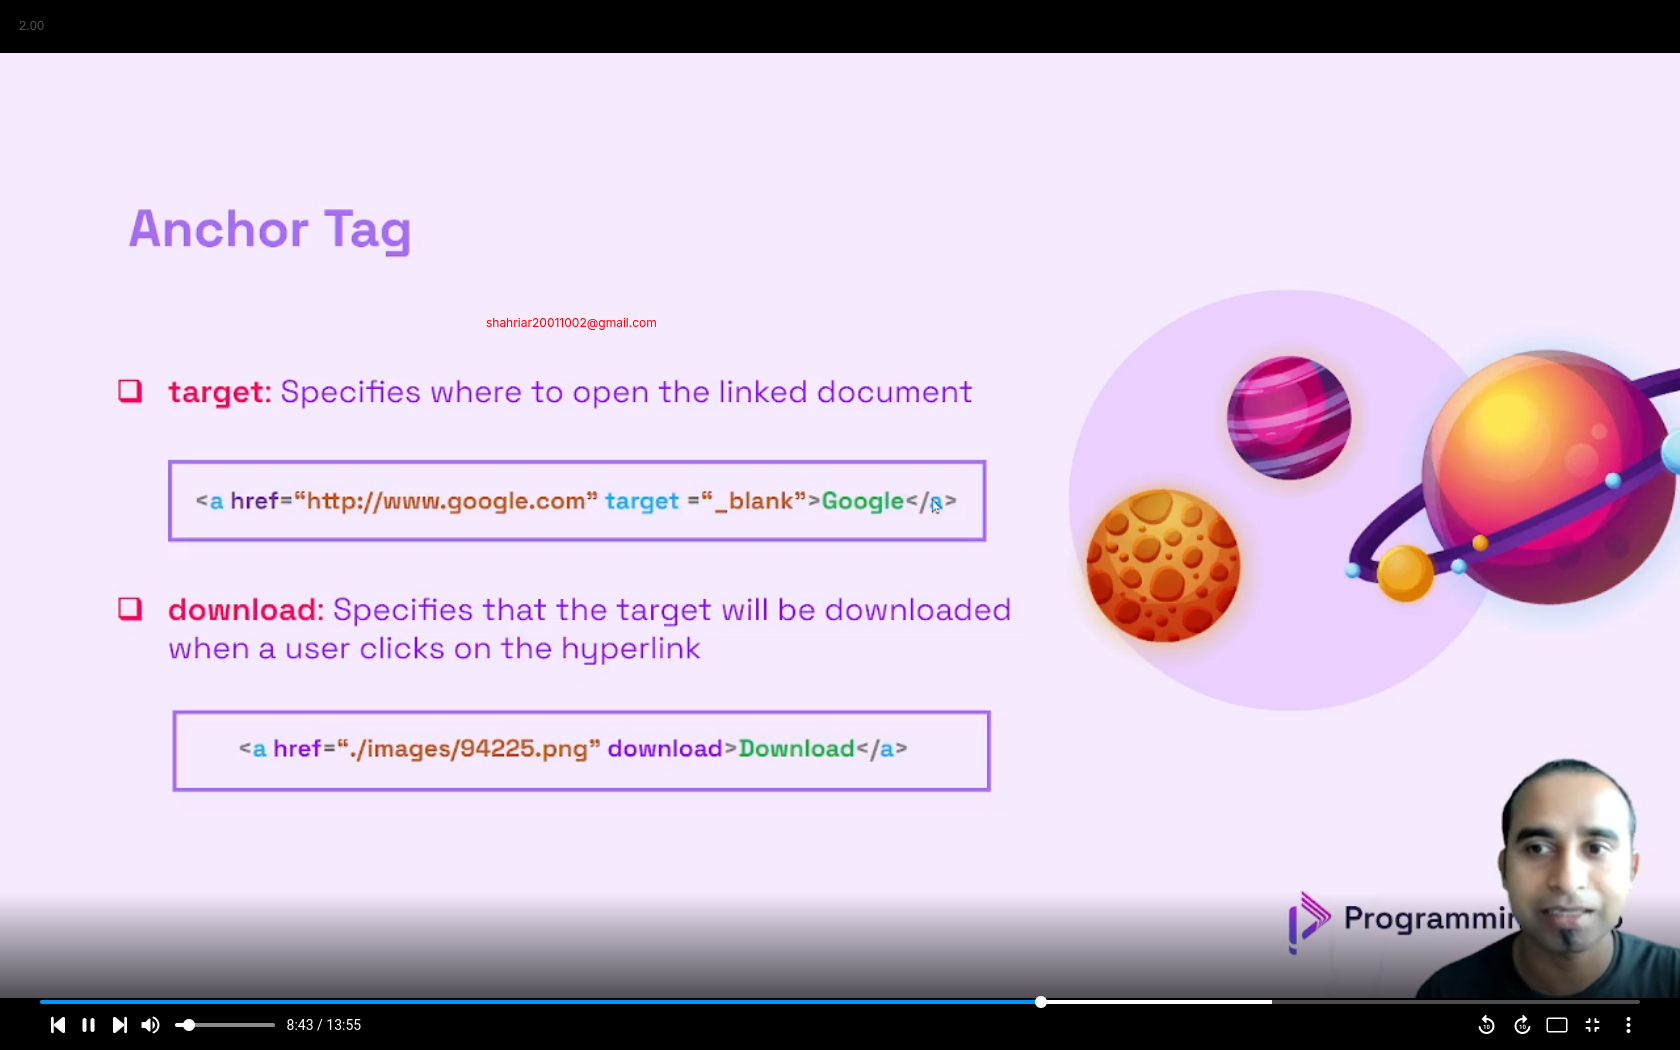 2.00
Anchor Tag
shahriar20011002@gmail.com
❑ target: Specifies where to open the linked document
<a href=“http://www.google.com” target =“_blank”>Google</a>
❑ download: Specifies that the target will be downloaded
when a user clicks on the hyperlink
<a href=“./images/94225.png” download>Download</a>
8:43 / 13:55
10
10